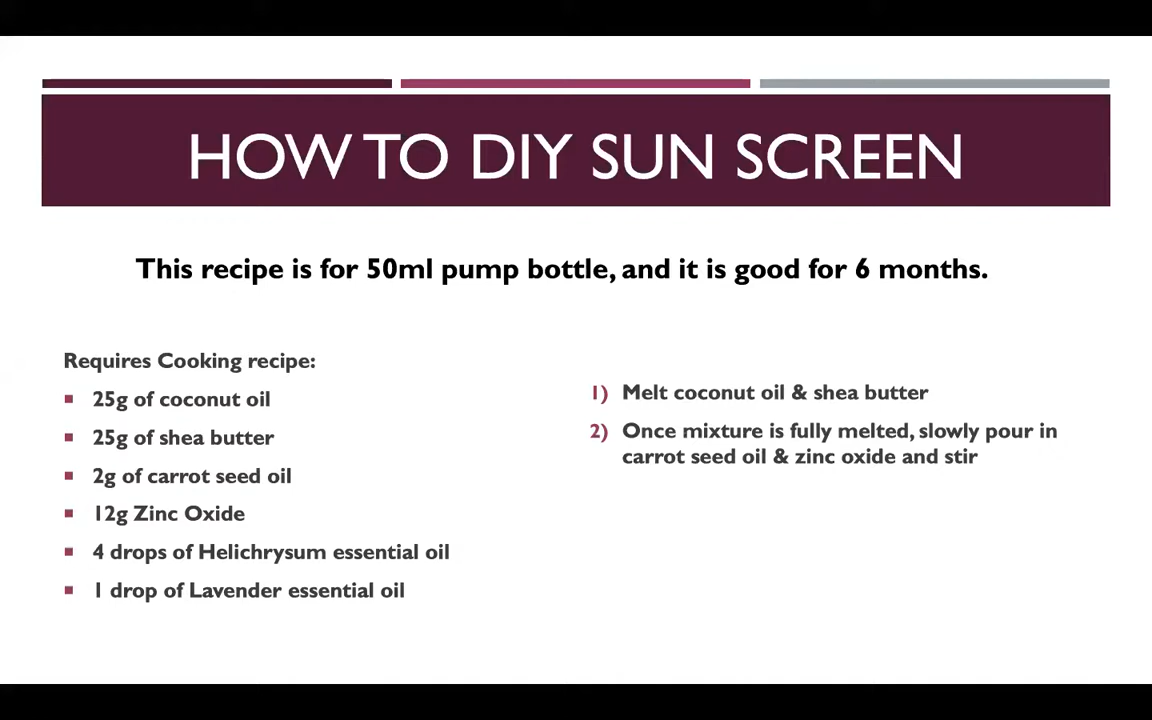 HOW TO DIY SUN SCREEN
This recipe is for 50ml pump bottle, and it is good for 6 months.
Requires Cooking recipe:
▪ 25g of coconut oil
▪ 25g of shea butter
▪ 2g of carrot seed oil
▪ 12g Zinc Oxide
▪ 4 drops of Helichrysum essential oil
▪ 1 drop of Lavender essential oil
1) Melt coconut oil & shea butter
2) Once mixture is fully melted, slowly pour in
carrot seed oil & zinc oxide and stir